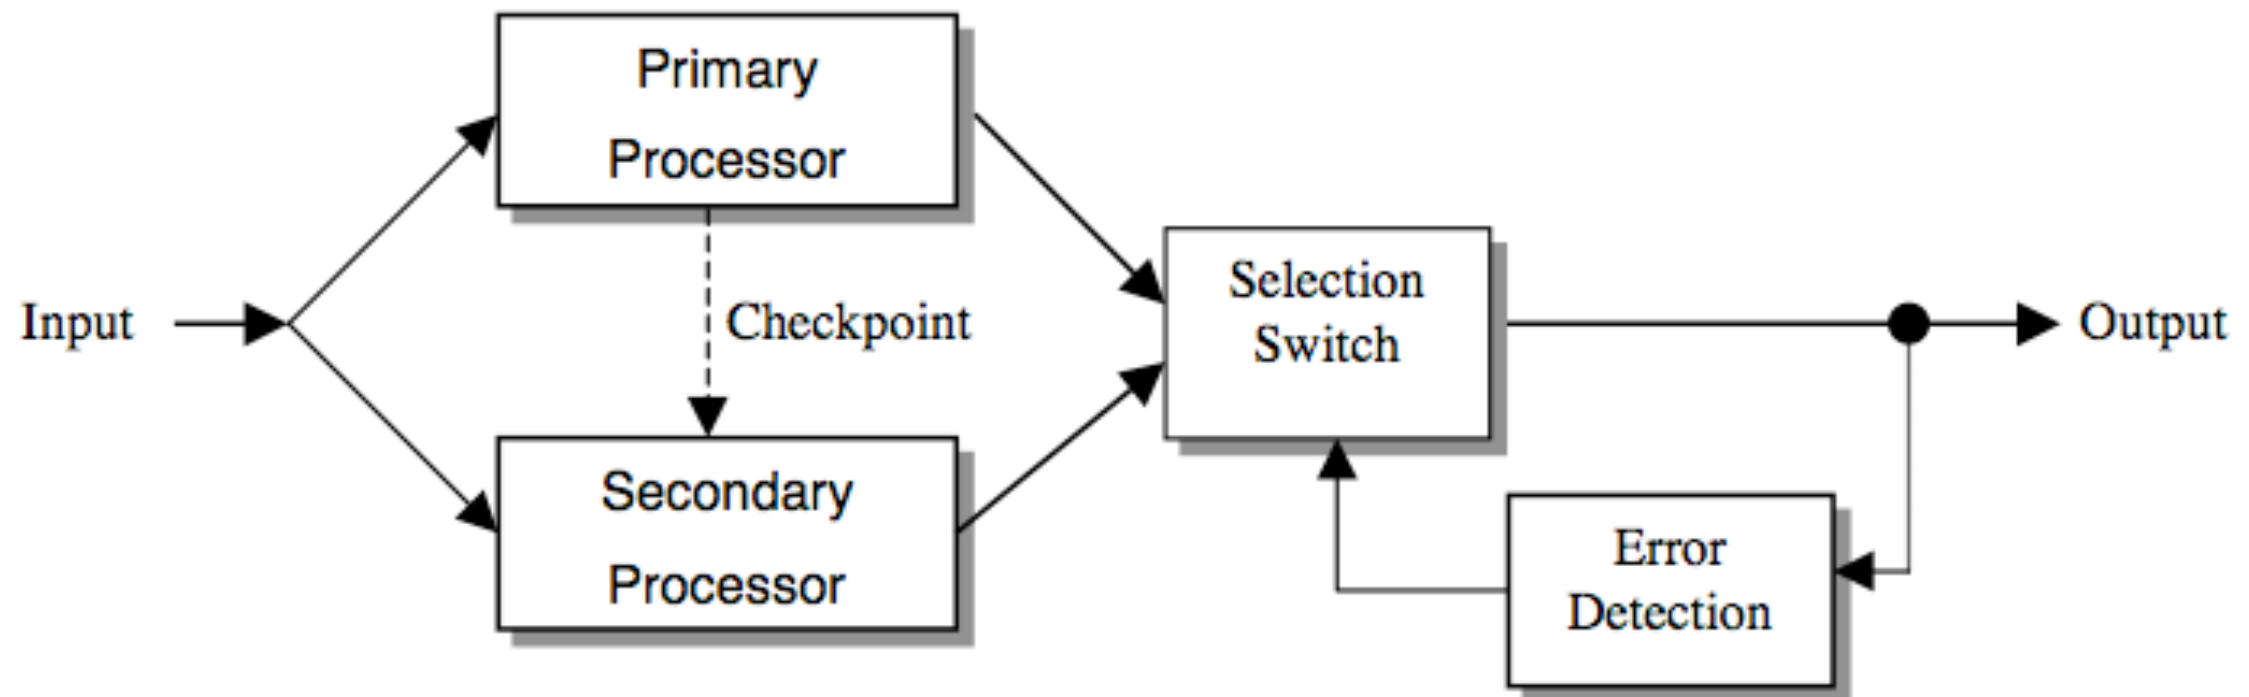 Primary
Processor
Input
Checkpoint
Selection
Switch
Output
Secondary
Processor
Error
Detection